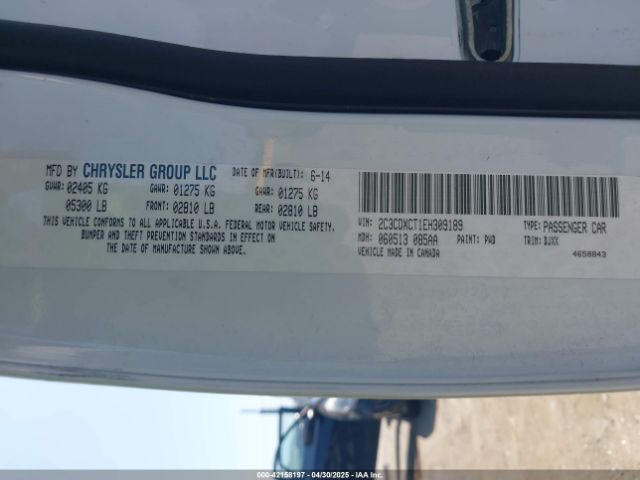 MFD BY CHRYSLER GROUP LLC DATE OF MFR(BUILT): 6-14
GVWR: 02405 KG GAWR: 01275 KG GAWR: 01275 KG
05300 LB FRONT: 02810 LB REAR: 02810 LB
THIS VEHICLE CONFORMS TO ALL APPLICABLE U.S.A. FEDERAL MOTOR VEHICLE
BUMPER AND THEFT PREVENTION SAFETY STANDARDS IN EFFECT ON
THE DATE OF MANUFACTURE SHOWN ABOVE.
VIN: 2C3CDXCT1EH309189 TYPE: PASSENGER CAR
MDH: 060513 085AA PAINT: PWD TRIM: DJXX
VEHICLE MADE IN CANADA 4658843
000-42158197 - 04/30/2025 - IAAI Inc. (Copyright)